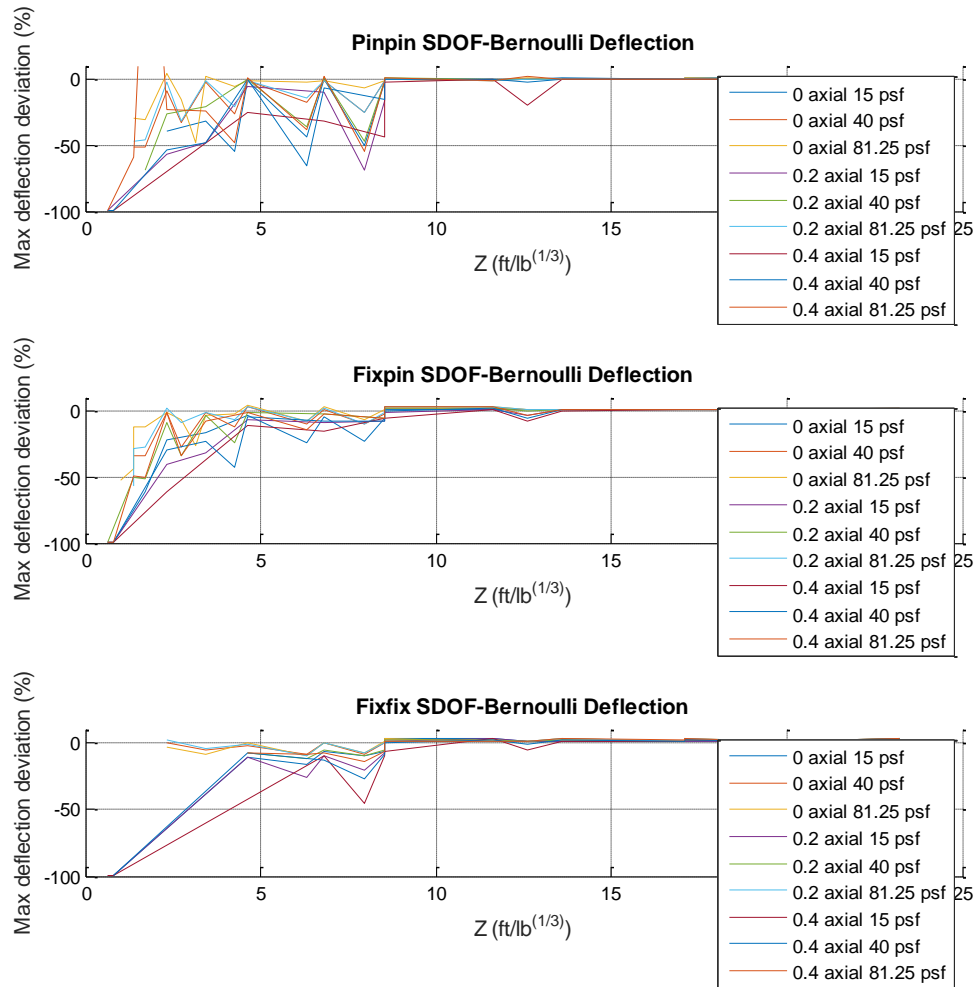 Pinpin SDOF-Bernoulli Deflection
Max deflection deviation (%)
0
-50
-100
0 5 10 15 25
Z (ft/lb(1/3))
0 axial 15 psf
0 axial 40 psf
0 axial 81.25 psf
0.2 axial 15 psf
0.2 axial 40 psf
0.2 axial 81.25 psf
0.4 axial 15 psf
0.4 axial 40 psf
0.4 axial 81.25 psf
Fixpin SDOF-Bernoulli Deflection
Max deflection deviation (%)
0
-50
-100
0 5 10 15 25
Z (ft/lb(1/3))
0 axial 15 psf
0 axial 40 psf
0 axial 81.25 psf
0.2 axial 15 psf
0.2 axial 40 psf
0.2 axial 81.25 psf
0.4 axial 15 psf
0.4 axial 40 psf
0.4 axial 81.25 psf
Fixfix SDOF-Bernoulli Deflection
Max deflection deviation (%)
0
-50
-100
0 5 10 15 25
Z (ft/lb(1/3))
0 axial 15 psf
0 axial 40 psf
0 axial 81.25 psf
0.2 axial 15 psf
0.2 axial 40 psf
0.2 axial 81.25 psf
0.4 axial 15 psf
0.4 axial 40 psf
0.4 axial 81.25 psf